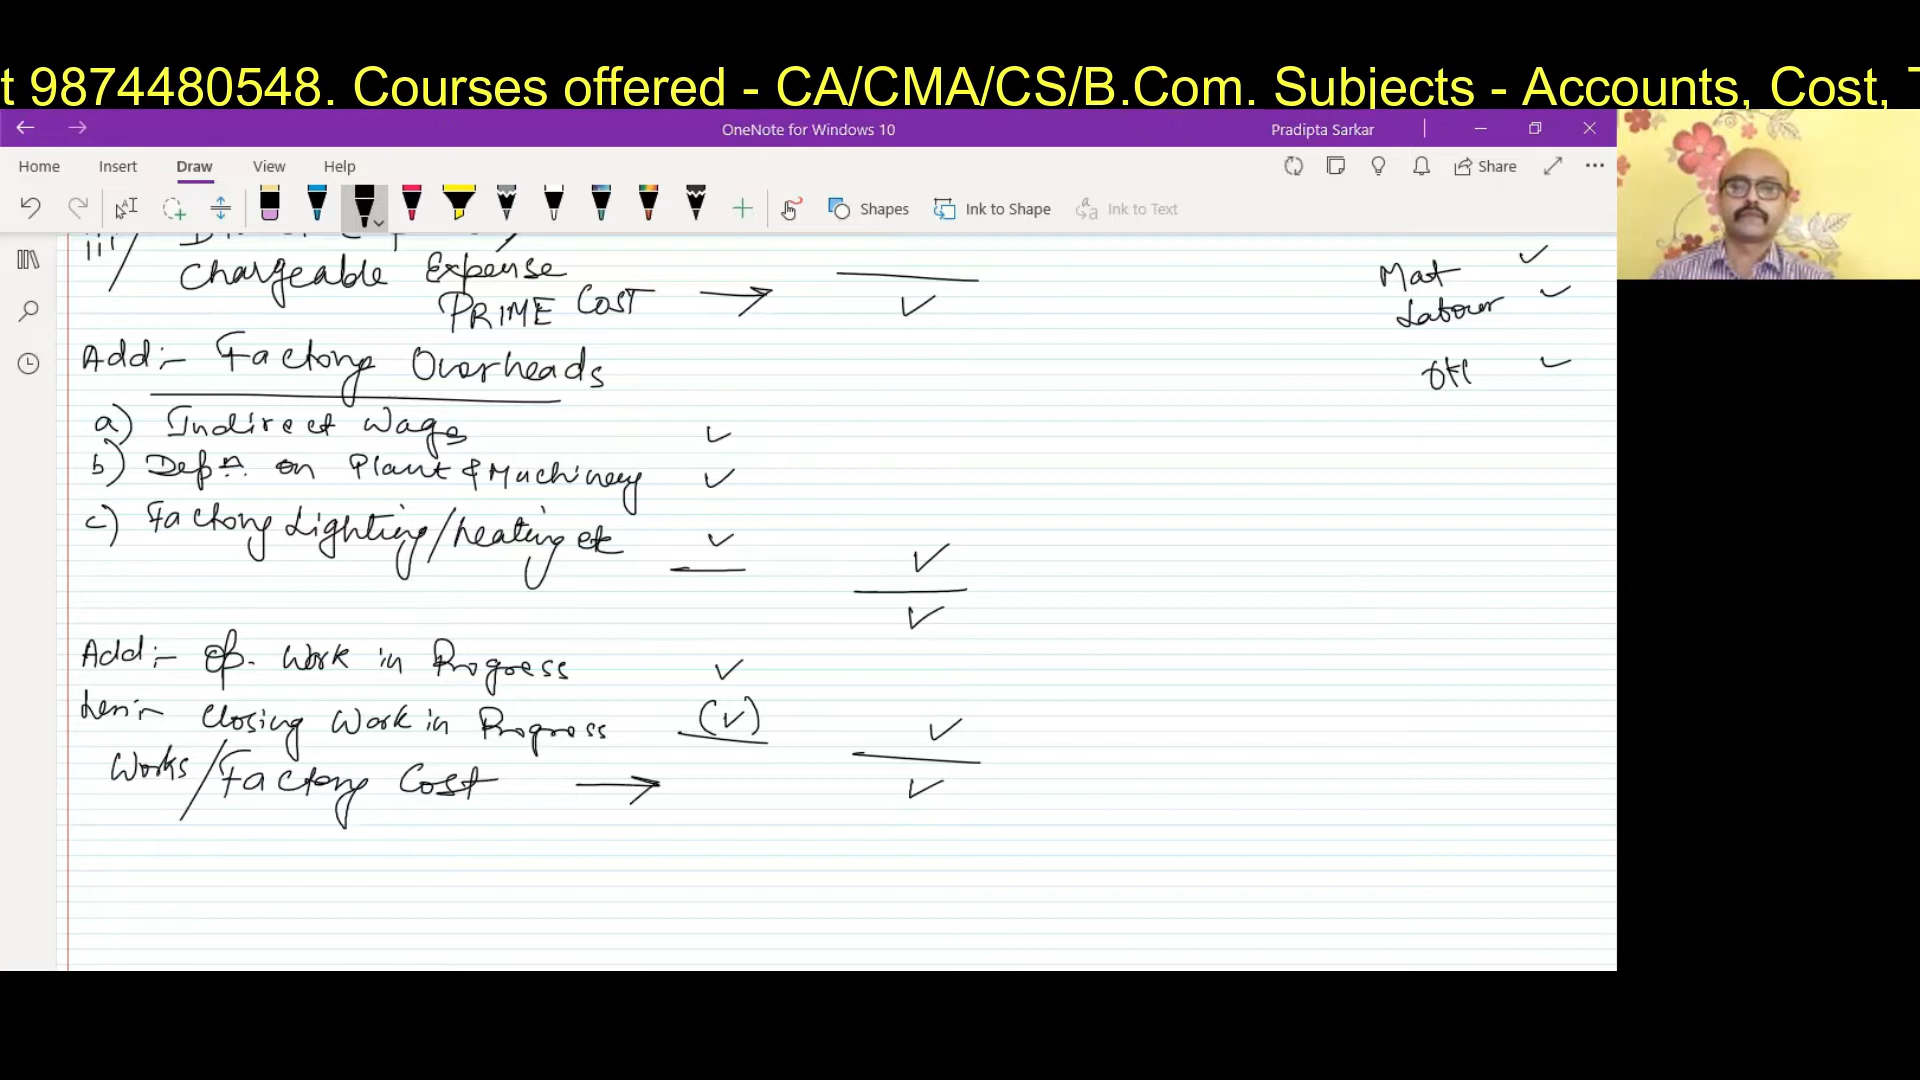 t 9874480548. Courses offered - CA/CMA/CS/B.Com. Subjects - Accounts, Cost,
OneNote for Windows 10
Pradipta Sarkar
Home Insert Draw View Help
Share
Shapes Ink to Shape Ink to Text
iii/
Chargeable Expense
PRIME COST → ✓
Mat ✓
Labour ✓
OH ✓
Add:- Factory Overheads
a) Indirect Wages ✓
b) Depn. on Plant & Machinery ✓
c) Factory Lighting/heating etc ✓ ✓
✓
Add:- Op. Work in Progress ✓
Less:- Closing Work in Progress (✓) ✓
Works/Factory Cost → ✓